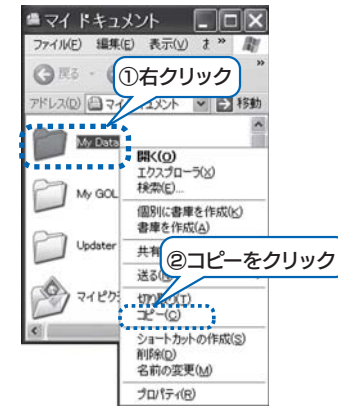 マイ ドキュメント
ファイル(F) 編集(E) 表示(V) »
戻る »
①右クリック
アドレス(D) マイ 移動
My Data
My GOL
Updater
開く(O)
エクスプローラ(X)
検索(E)...
個別に書庫を作成(K)
書庫を作成(A)
共有
②コピーをクリック
送る(N)
切り取り(T)
コピー(C)
ショートカットの作成(S)
削除(D)
名前の変更(M)
プロパティ(R)